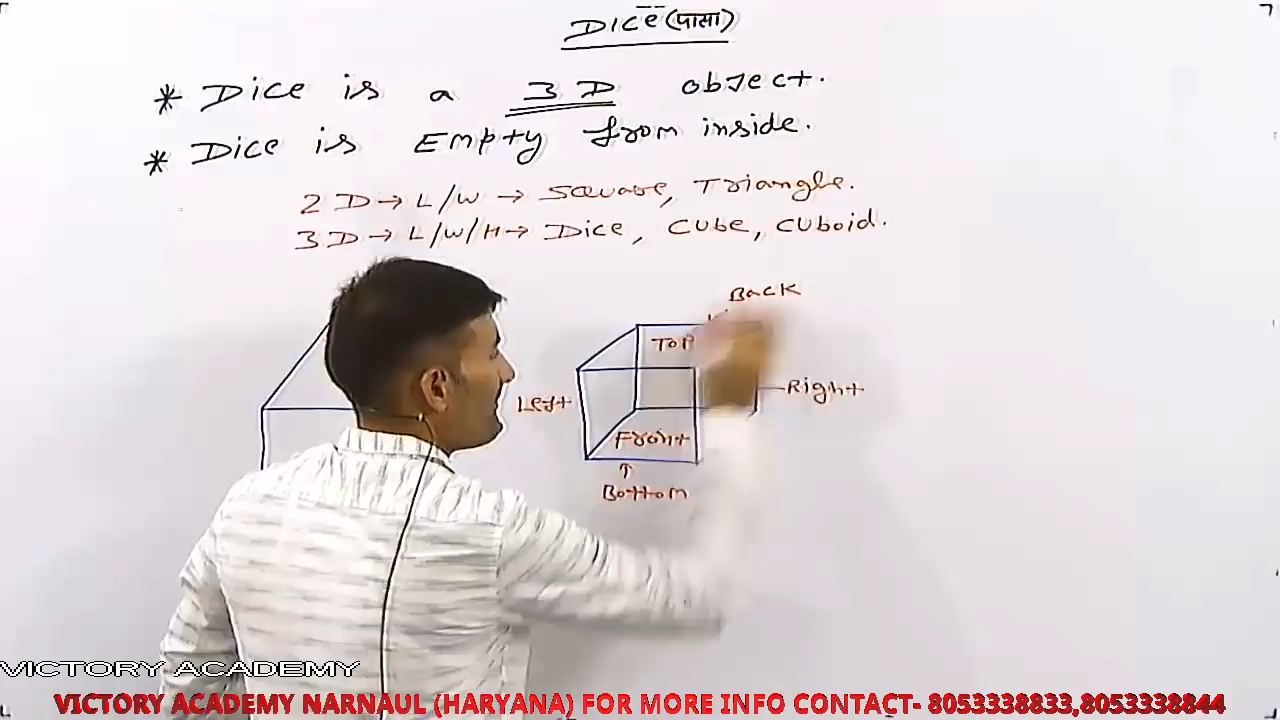 DICE (पासा)
* Dice is a 3D object.
* Dice is Empty from inside.
2D → L/W → Square, Triangle.
3D → L/W/H → Dice, Cube, Cuboid.
Back
TOP
Left
Right
Front
↑
Bottom
VICTORY ACADEMY
VICTORY ACADEMY NARNAUL (HARYANA) FOR MORE INFO CONTACT- 8053338833,8053338844